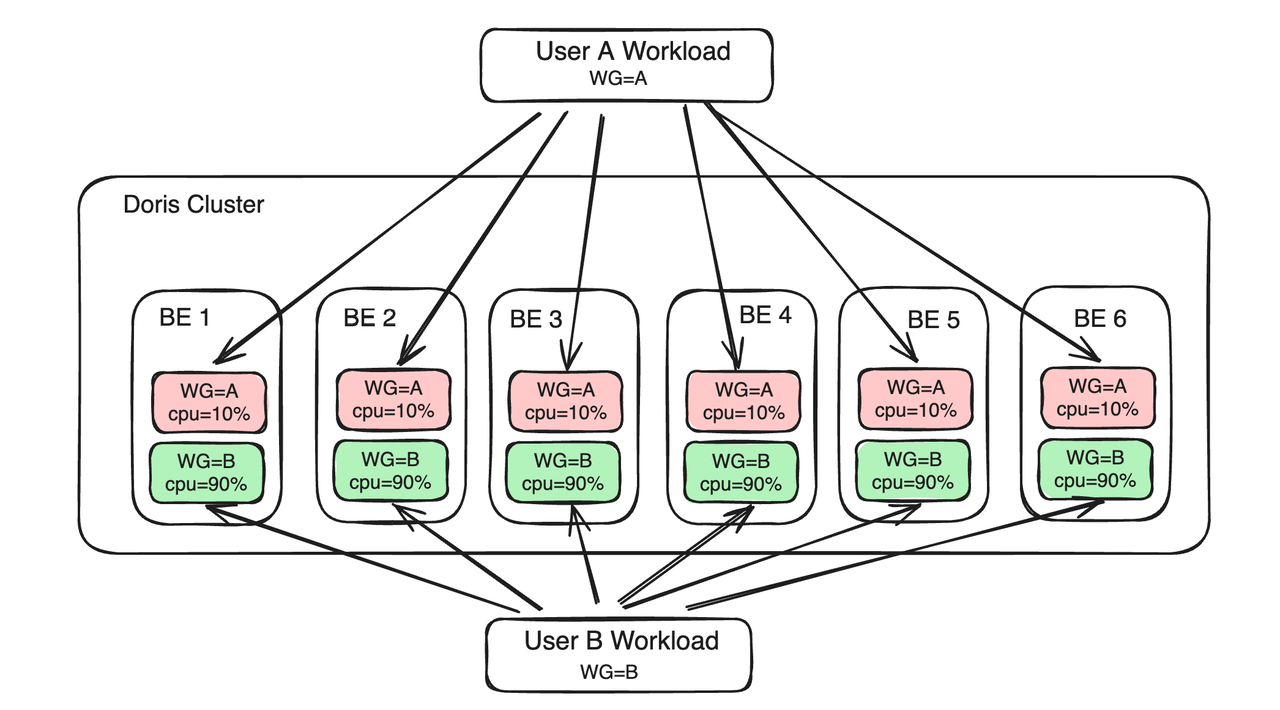 User A Workload
WG=A
Doris Cluster
BE 1
WG=A
cpu=10%
WG=B
cpu=90%
BE 2
WG=A
cpu=10%
WG=B
cpu=90%
BE 3
WG=A
cpu=10%
WG=B
cpu=90%
BE 4
WG=A
cpu=10%
WG=B
cpu=90%
BE 5
WG=A
cpu=10%
WG=B
cpu=90%
BE 6
WG=A
cpu=10%
WG=B
cpu=90%
User B Workload
WG=B